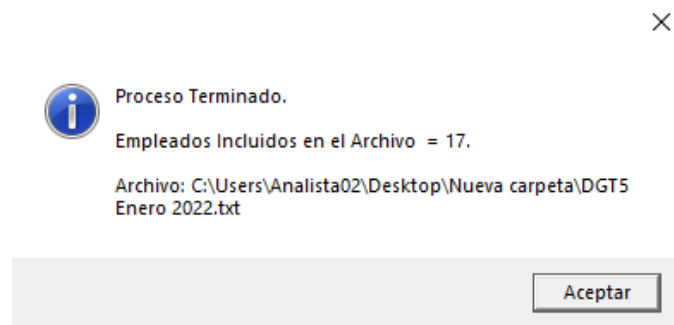 Proceso Terminado.
Empleados Incluidos en el Archivo  = 17.
Archivo: C:\Users\Analista02\Desktop\Nueva carpeta\DGT5
Enero 2022.txt
Aceptar